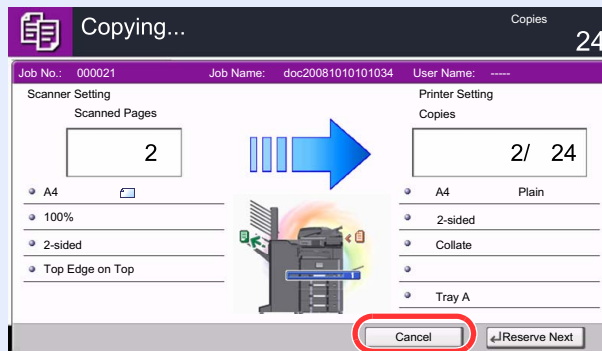 Copying...
Copies
24
Job No.: 000021 Job Name: doc20081010101034 User Name: -----
Scanner Setting
Scanned Pages
2
A4
100%
2-sided
Top Edge on Top
Printer Setting
Copies
2/ 24
A4 Plain
2-sided
Collate
Tray A
Cancel
Reserve Next